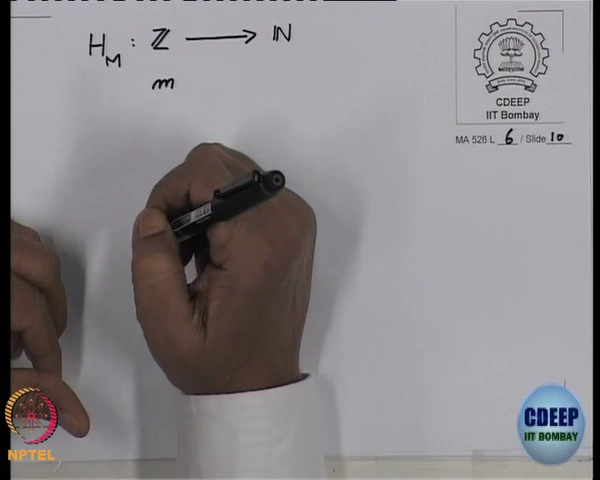 H_M : ℤ ⟶ ℕ
m
CDEEP
IIT Bombay
MA 526 L 6 / Slide 10
NPTEL
CDEEP
IIT BOMBAY